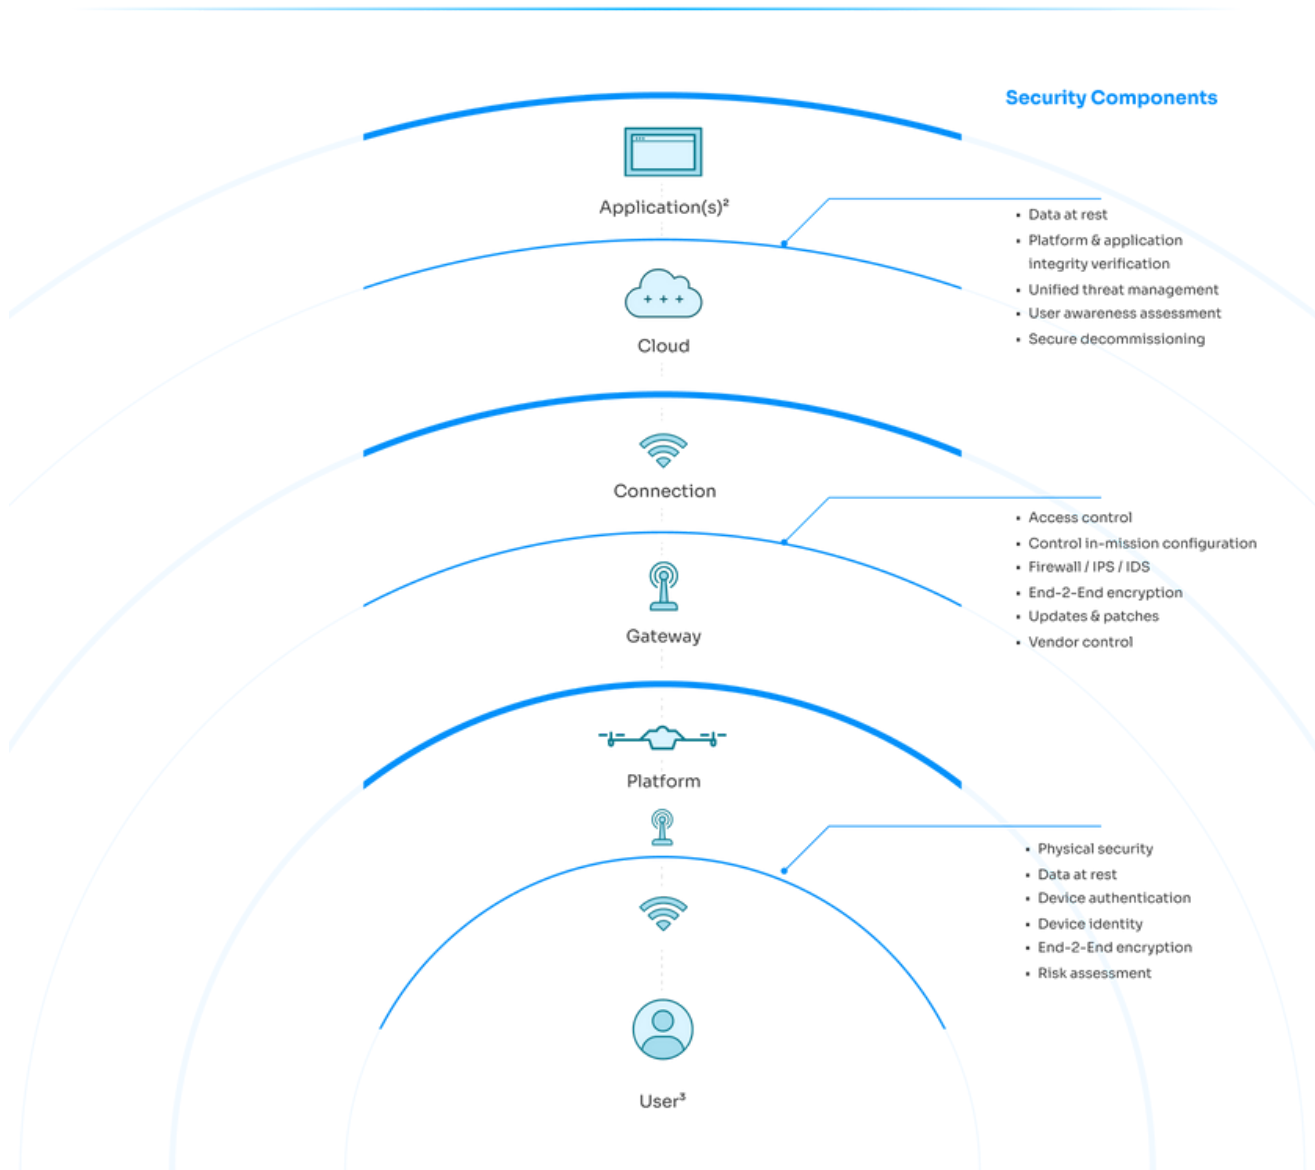 Security Components
Application(s)²
• Data at rest
• Platform & application
integrity verification
• Unified threat management
• User awareness assessment
• Secure decommissioning
Cloud
Connection
• Access control
• Control in-mission configuration
• Firewall / IPS / IDS
• End-2-End encryption
• Updates & patches
• Vendor control
Gateway
Platform
• Physical security
• Data at rest
• Device authentication
• Device identity
• End-2-End encryption
• Risk assessment
User³